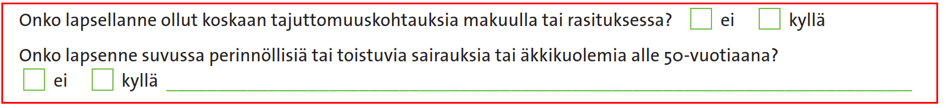 Onko lapsellanne ollut koskaan tajuttomuuskohtauksia makuulla tai rasituksessa? ei kyllä
Onko lapsenne suvussa perinnöllisiä tai toistuvia sairauksia tai äkkikuolemia alle 50-vuotiaana?
ei kyllä